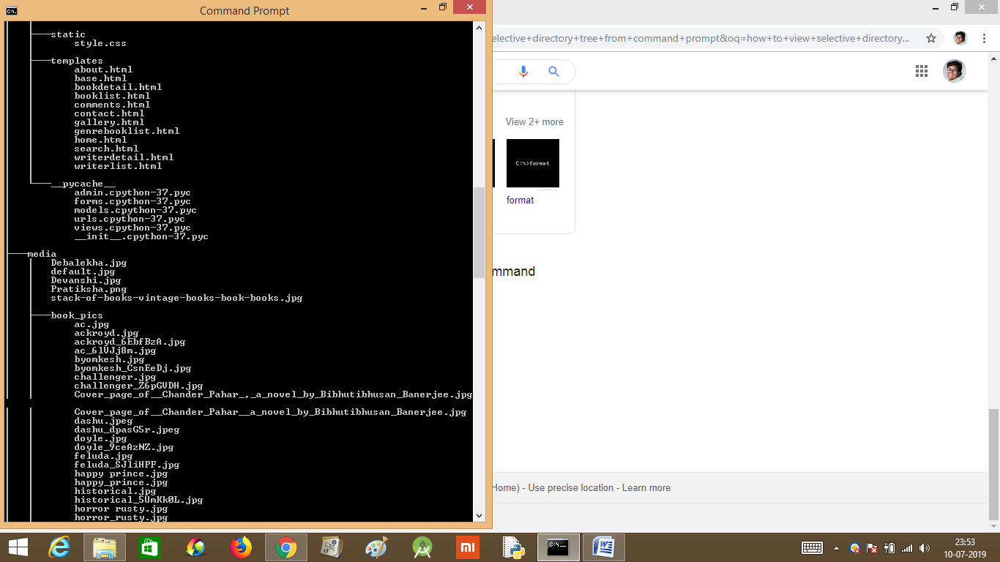 Command Prompt
static
style.css
templates
about.html
base.html
bookdetail.html
booklist.html
comments.html
contact.html
gallery.html
genrebooklist.html
home.html
search.html
writerdetail.html
writerlist.html
__pycache__
admin.cpython-37.pyc
forms.cpython-37.pyc
models.cpython-37.pyc
urls.cpython-37.pyc
views.cpython-37.pyc
__init__.cpython-37.pyc
media
Debalekha.jpg
default.jpg
Devanshi.jpg
Pratiksha.png
stack-of-books-vintage-books-book-books.jpg
book_pics
ac.jpg
ackroyd.jpg
ackroyd_6EbfBzA.jpg
ac_6lVJj8m.jpg
byomkesh.jpg
byomkesh_CsnEeDj.jpg
challenger.jpg
challenger_Z6pGVDH.jpg
Cover_page_of__Chander_Pahar_,_a_novel_by_Bibhutibhusan_Banerjee.jpg
Cover_page_of__Chander_Pahar__a_novel_by_Bibhutibhusan_Banerjee.jpg
dashu.jpeg
dashu_dpasG5r.jpeg
doyle.jpg
doyle_9ceAzNZ.jpg
feluda.jpg
feluda_SJliHPF.jpg
happy prince.jpg
happy_prince.jpg
historical.jpg
historical_5UmKk0L.jpg
horror rusty.jpg
horror_rusty.jpg
elective+directory+tree+from+command+prompt&oq=how+to+view+selective+directory...
View 2+ more
C:\>format
format
mmand
Home) - Use precise location - Learn more
23:53
10-07-2019